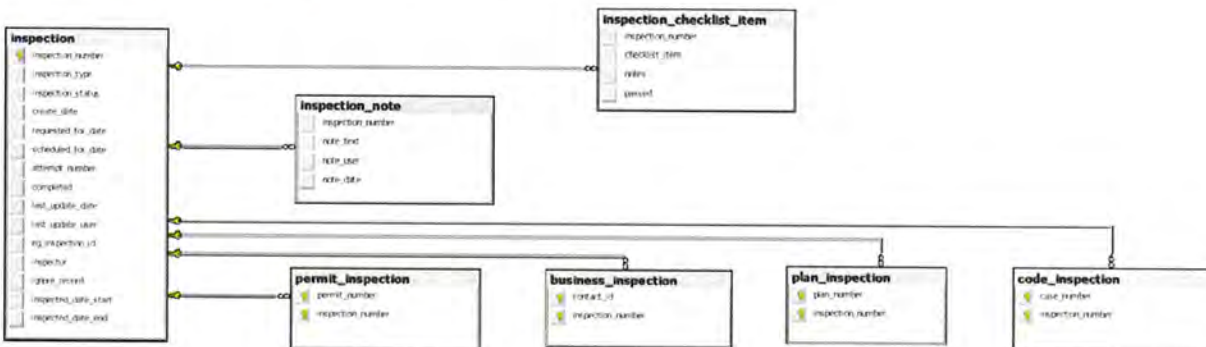 inspection
inspection_number
inspection_type
inspection_status
create_date
requested_for_date
scheduled_for_date
attempt_number
completed
last_update_date
last_update_user
inspector
ignore_record
inspected_date_start
inspected_date_end
inspection_checklist_item
inspection_number
checklist_item
notes
passed
inspection_note
inspection_number
note_text
note_user
note_date
permit_inspection
permit_number
inspection_number
business_inspection
contact_id
inspection_number
plan_inspection
plan_number
inspection_number
code_inspection
case_number
inspection_number